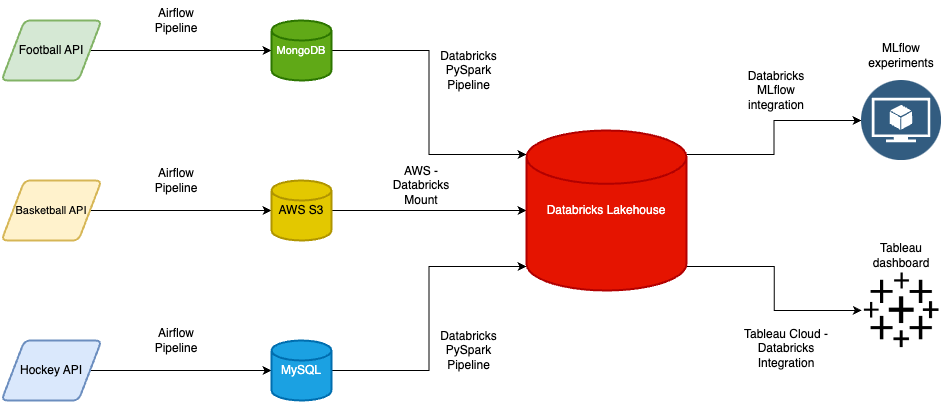 Airflow
Pipeline
Football API
MongoDB
Databricks
PySpark
Pipeline
MLflow
experiments
Databricks
MLflow
integration
Airflow
Pipeline
Basketball API
AWS S3
AWS -
Databricks
Mount
Databricks Lakehouse
Tableau
dashboard
Airflow
Pipeline
Hockey API
MySQL
Databricks
PySpark
Pipeline
Tableau Cloud -
Databricks
Integration